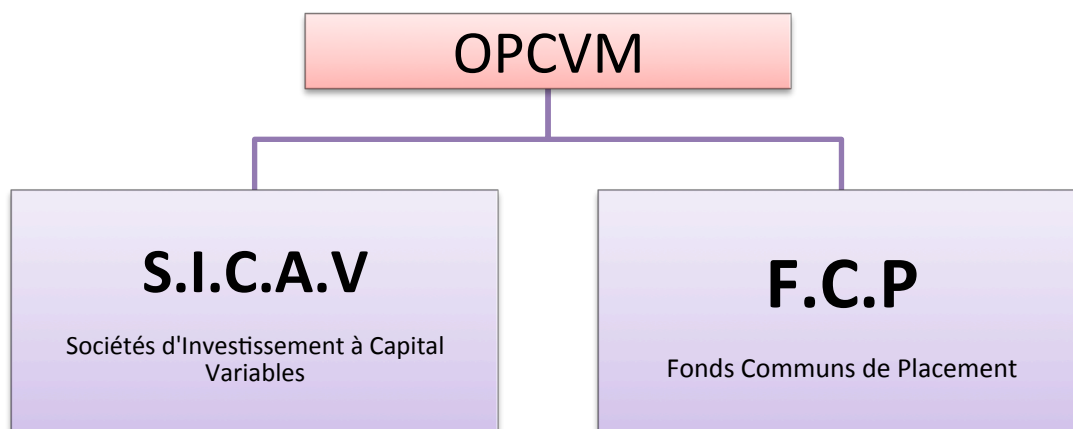 OPCVM
S.I.C.A.V
Sociétés d'Investissement à Capital
Variables
F.C.P
Fonds Communs de Placement